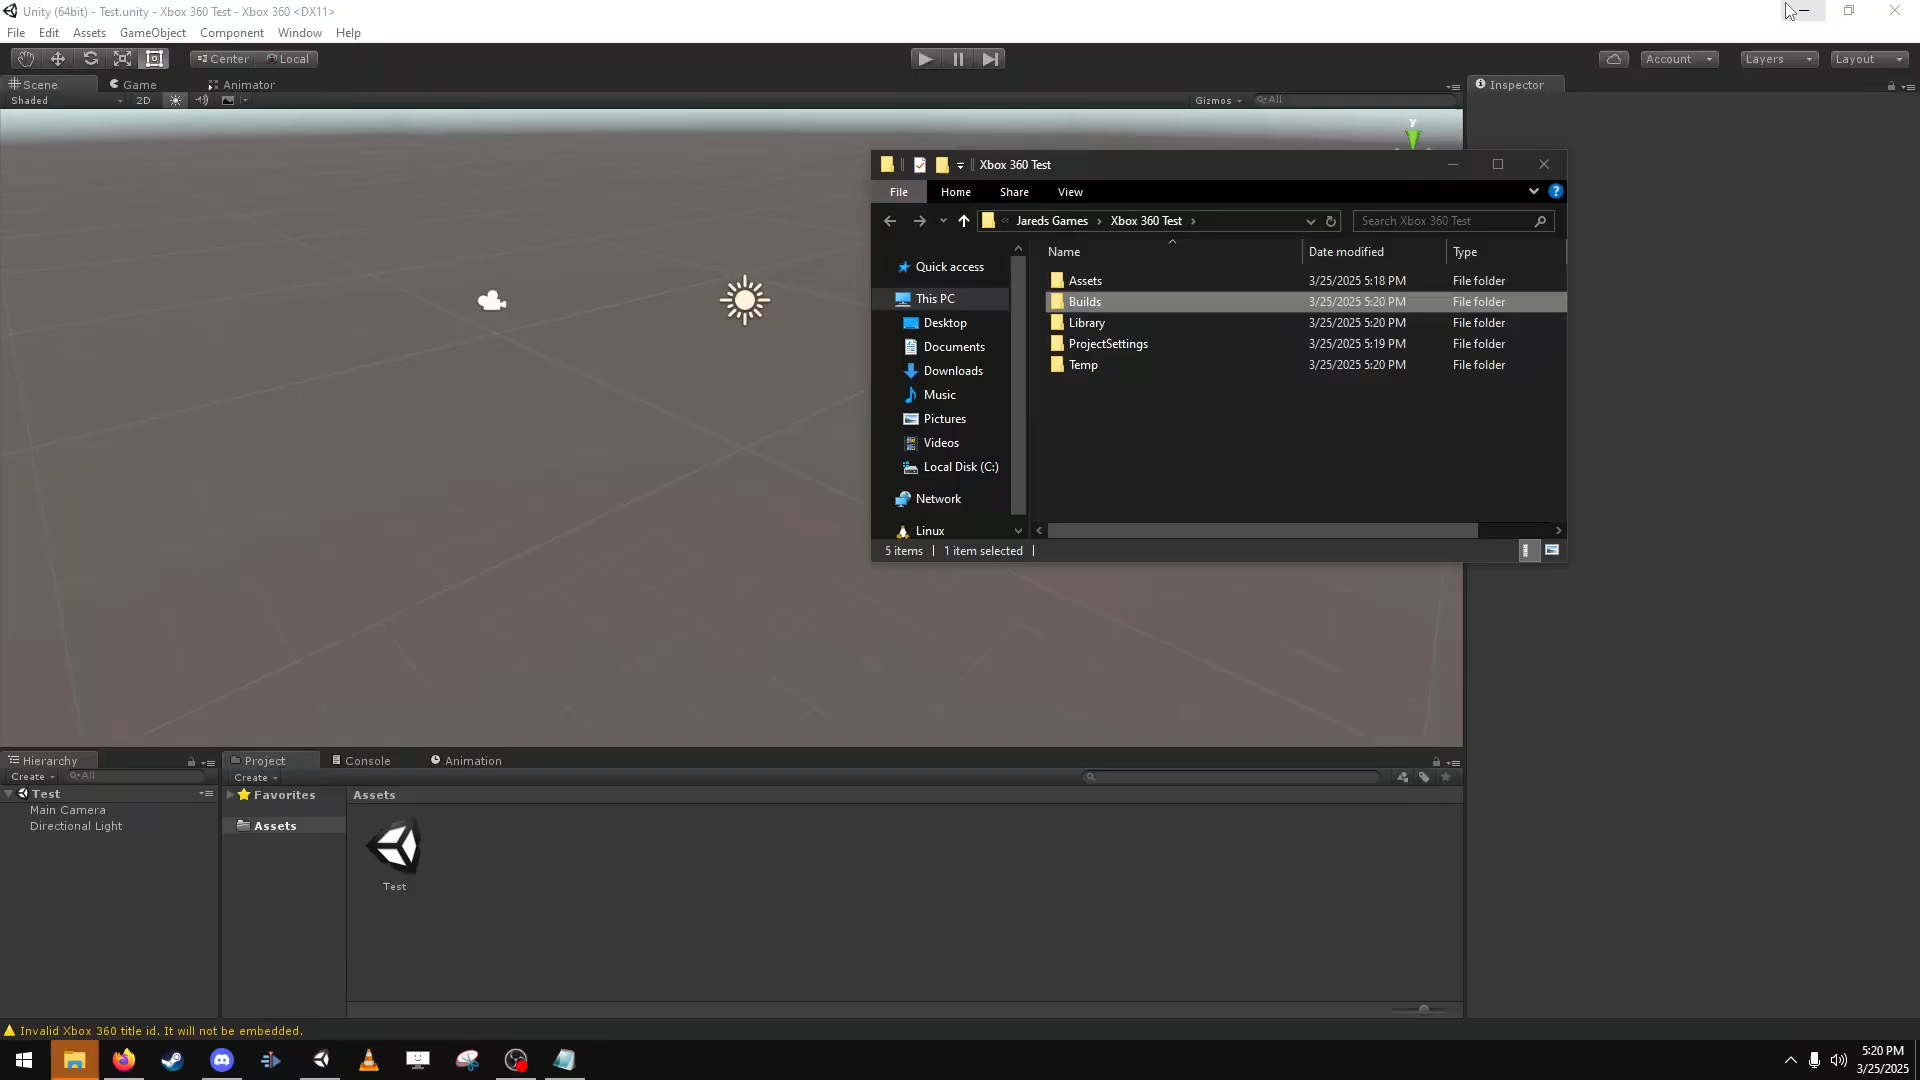 Unity (64bit) - Test.unity - Xbox 360 Test - Xbox 360 <DX11>
File Edit Assets GameObject Component Window Help
Center Local
Account Layers Layout
Scene Game Animator
Inspector
Shaded 2D
Gizmos All
y
Xbox 360 Test
File Home Share View
« Jareds Games › Xbox 360 Test ›
Search Xbox 360 Test
Name Date modified Type
Quick access
This PC
Desktop
Documents
Downloads
Music
Pictures
Videos
Local Disk (C:)
Network
Linux
Assets 3/25/2025 5:18 PM File folder
Builds 3/25/2025 5:20 PM File folder
Library 3/25/2025 5:20 PM File folder
ProjectSettings 3/25/2025 5:19 PM File folder
Temp 3/25/2025 5:20 PM File folder
5 items 1 item selected
Hierarchy
Create All
Test
Main Camera
Directional Light
Project Console Animation
Create
Favorites
Assets
Assets
Test
Invalid Xbox 360 title id. It will not be embedded.
5:20 PM
3/25/2025